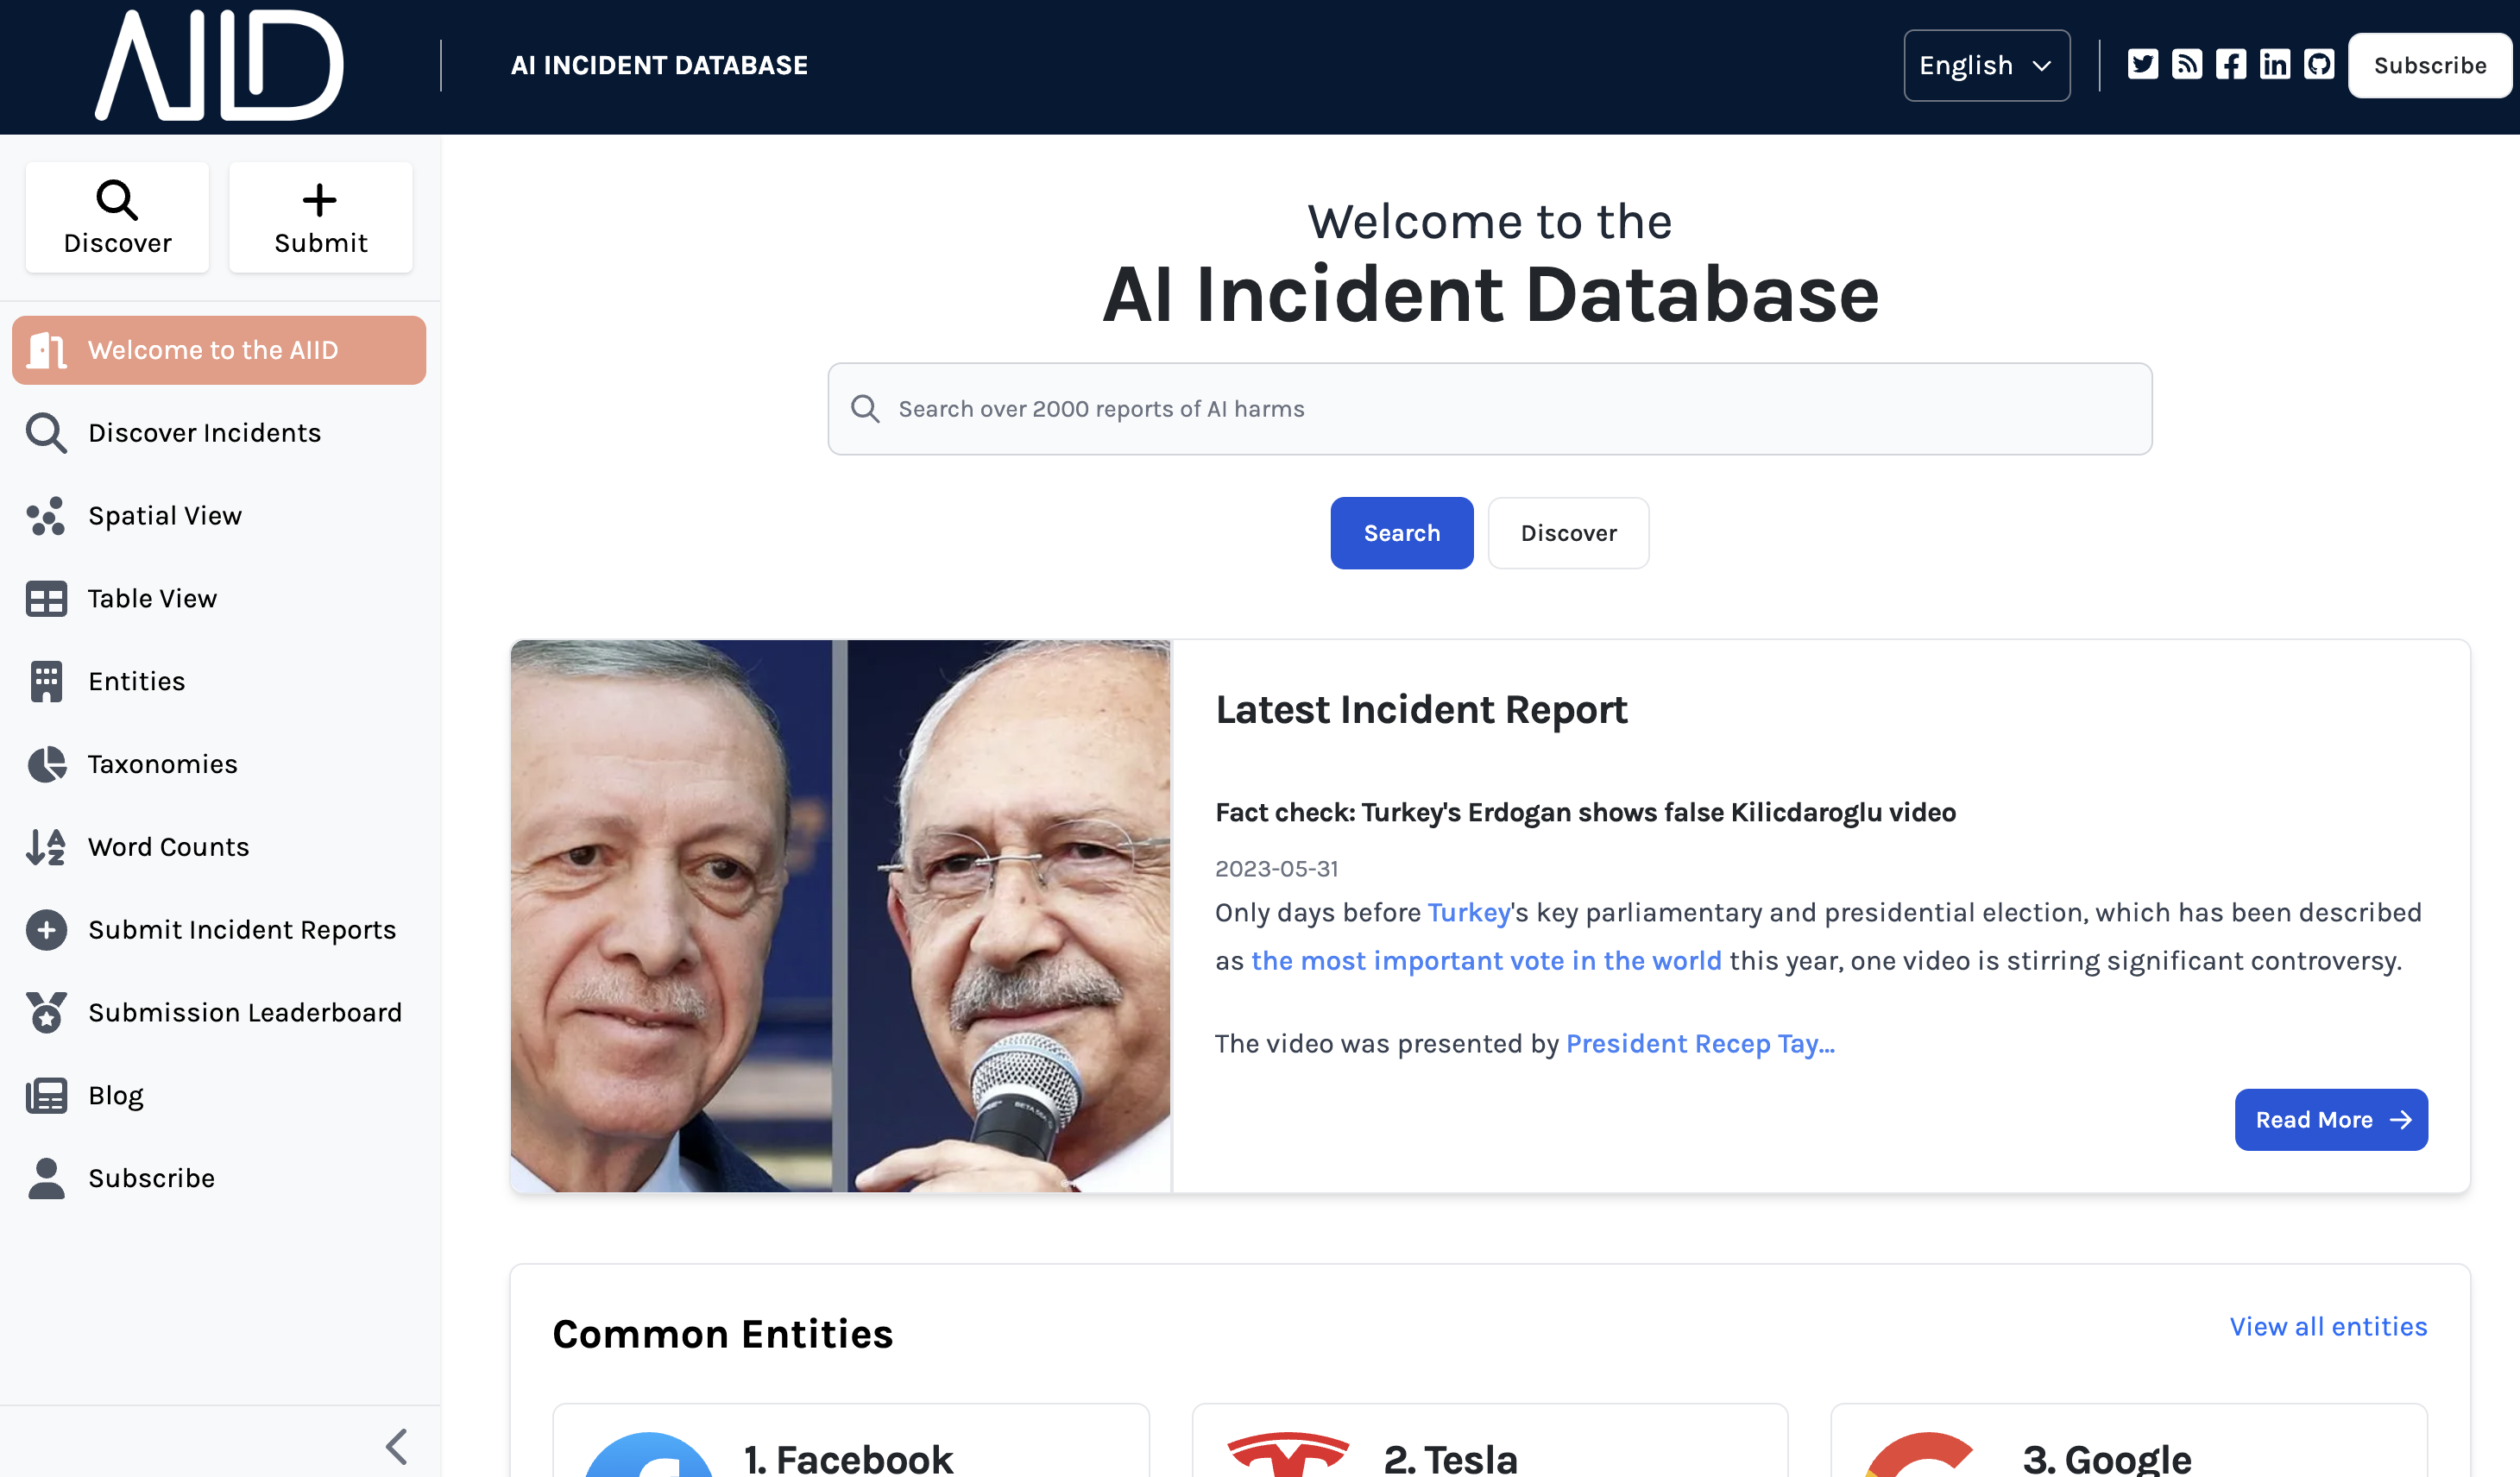 AIID
AI INCIDENT DATABASE
English
Subscribe
Discover
Submit
Welcome to the AIID
Discover Incidents
Spatial View
Table View
Entities
Taxonomies
Word Counts
Submit Incident Reports
Submission Leaderboard
Blog
Subscribe
Welcome to the
AI Incident Database
Search over 2000 reports of AI harms
Search
Discover
Latest Incident Report
Fact check: Turkey's Erdogan shows false Kilicdaroglu video
2023-05-31
Only days before Turkey's key parliamentary and presidential election, which has been described
as the most important vote in the world this year, one video is stirring significant controversy.
The video was presented by President Recep Tay...
Read More
Common Entities
View all entities
1. Facebook
2. Tesla
3. Google